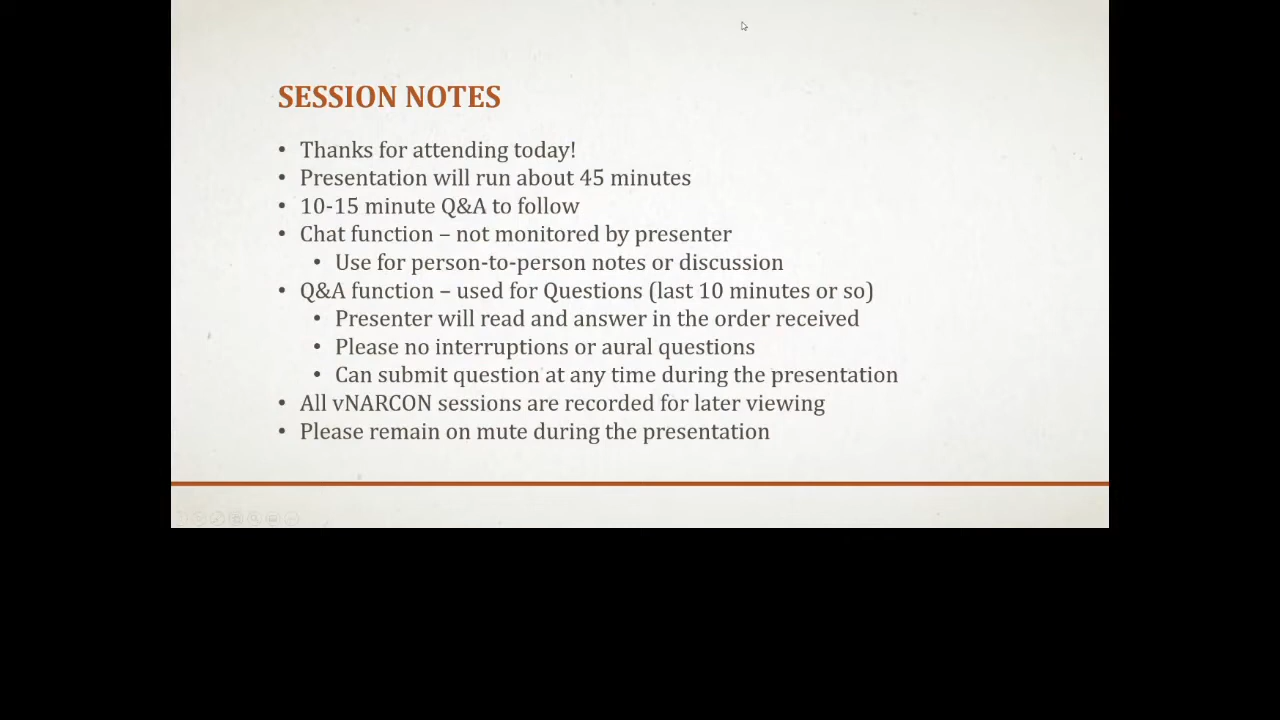 SESSION NOTES
• Thanks for attending today!
• Presentation will run about 45 minutes
• 10-15 minute Q&A to follow
• Chat function – not monitored by presenter
• Use for person-to-person notes or discussion
• Q&A function – used for Questions (last 10 minutes or so)
• Presenter will read and answer in the order received
• Please no interruptions or aural questions
• Can submit question at any time during the presentation
• All vNARCON sessions are recorded for later viewing
• Please remain on mute during the presentation